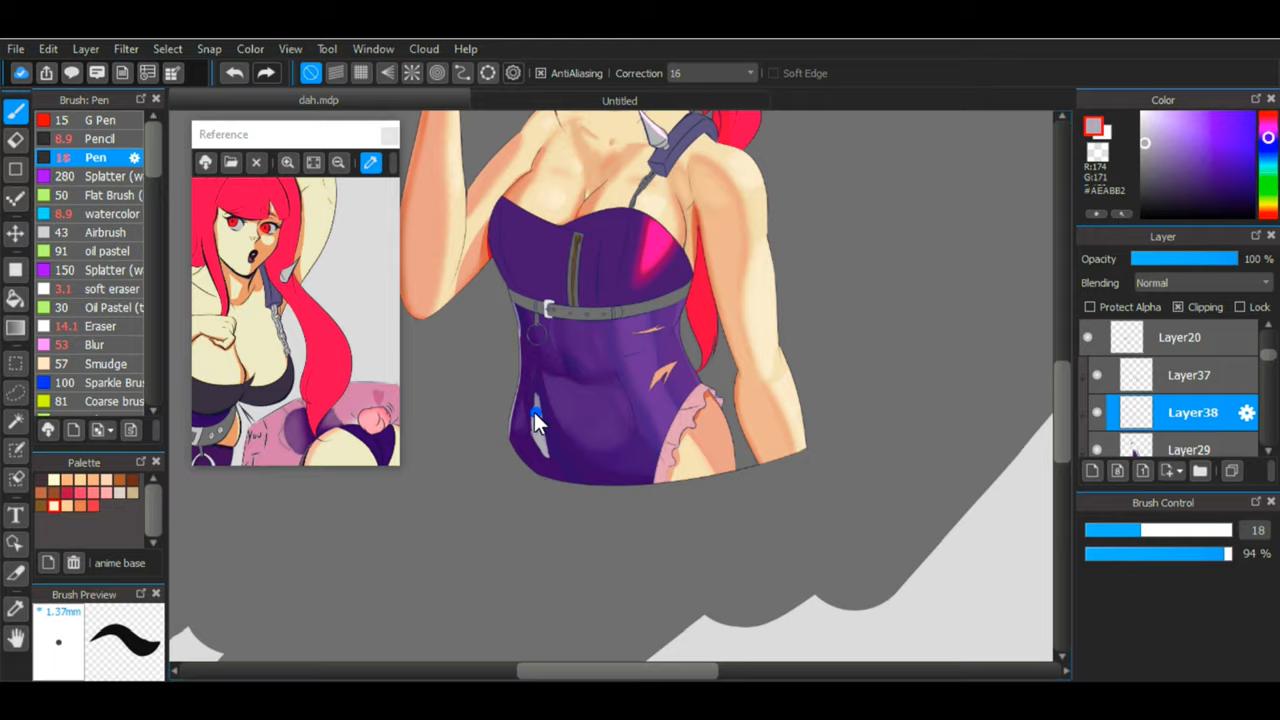 File Edit Layer Filter Select Snap Color View Tool Window Cloud Help
AntiAliasing Correction 16 Soft Edge
Brush: Pen
dah.mdp Untitled
Color
15 G Pen
8.9 Pencil
18 Pen
280 Splatter (w
50 Flat Brush (
8.9 watercolor
43 Airbrush
91 oil pastel
150 Splatter (w
3.1 soft eraser
30 Oil Pastel (t
14.1 Eraser
53 Blur
57 Smudge
100 Sparkle Bru
81 Coarse brus
Reference
You
R:174
G:171
#AEABB2
Layer
Opacity 100 %
Blending Normal
Protect Alpha Clipping Lock
Layer20
Layer37
Layer38
Layer29
Brush Control
18
94 %
Palette
anime base
Brush Preview
* 1.37mm